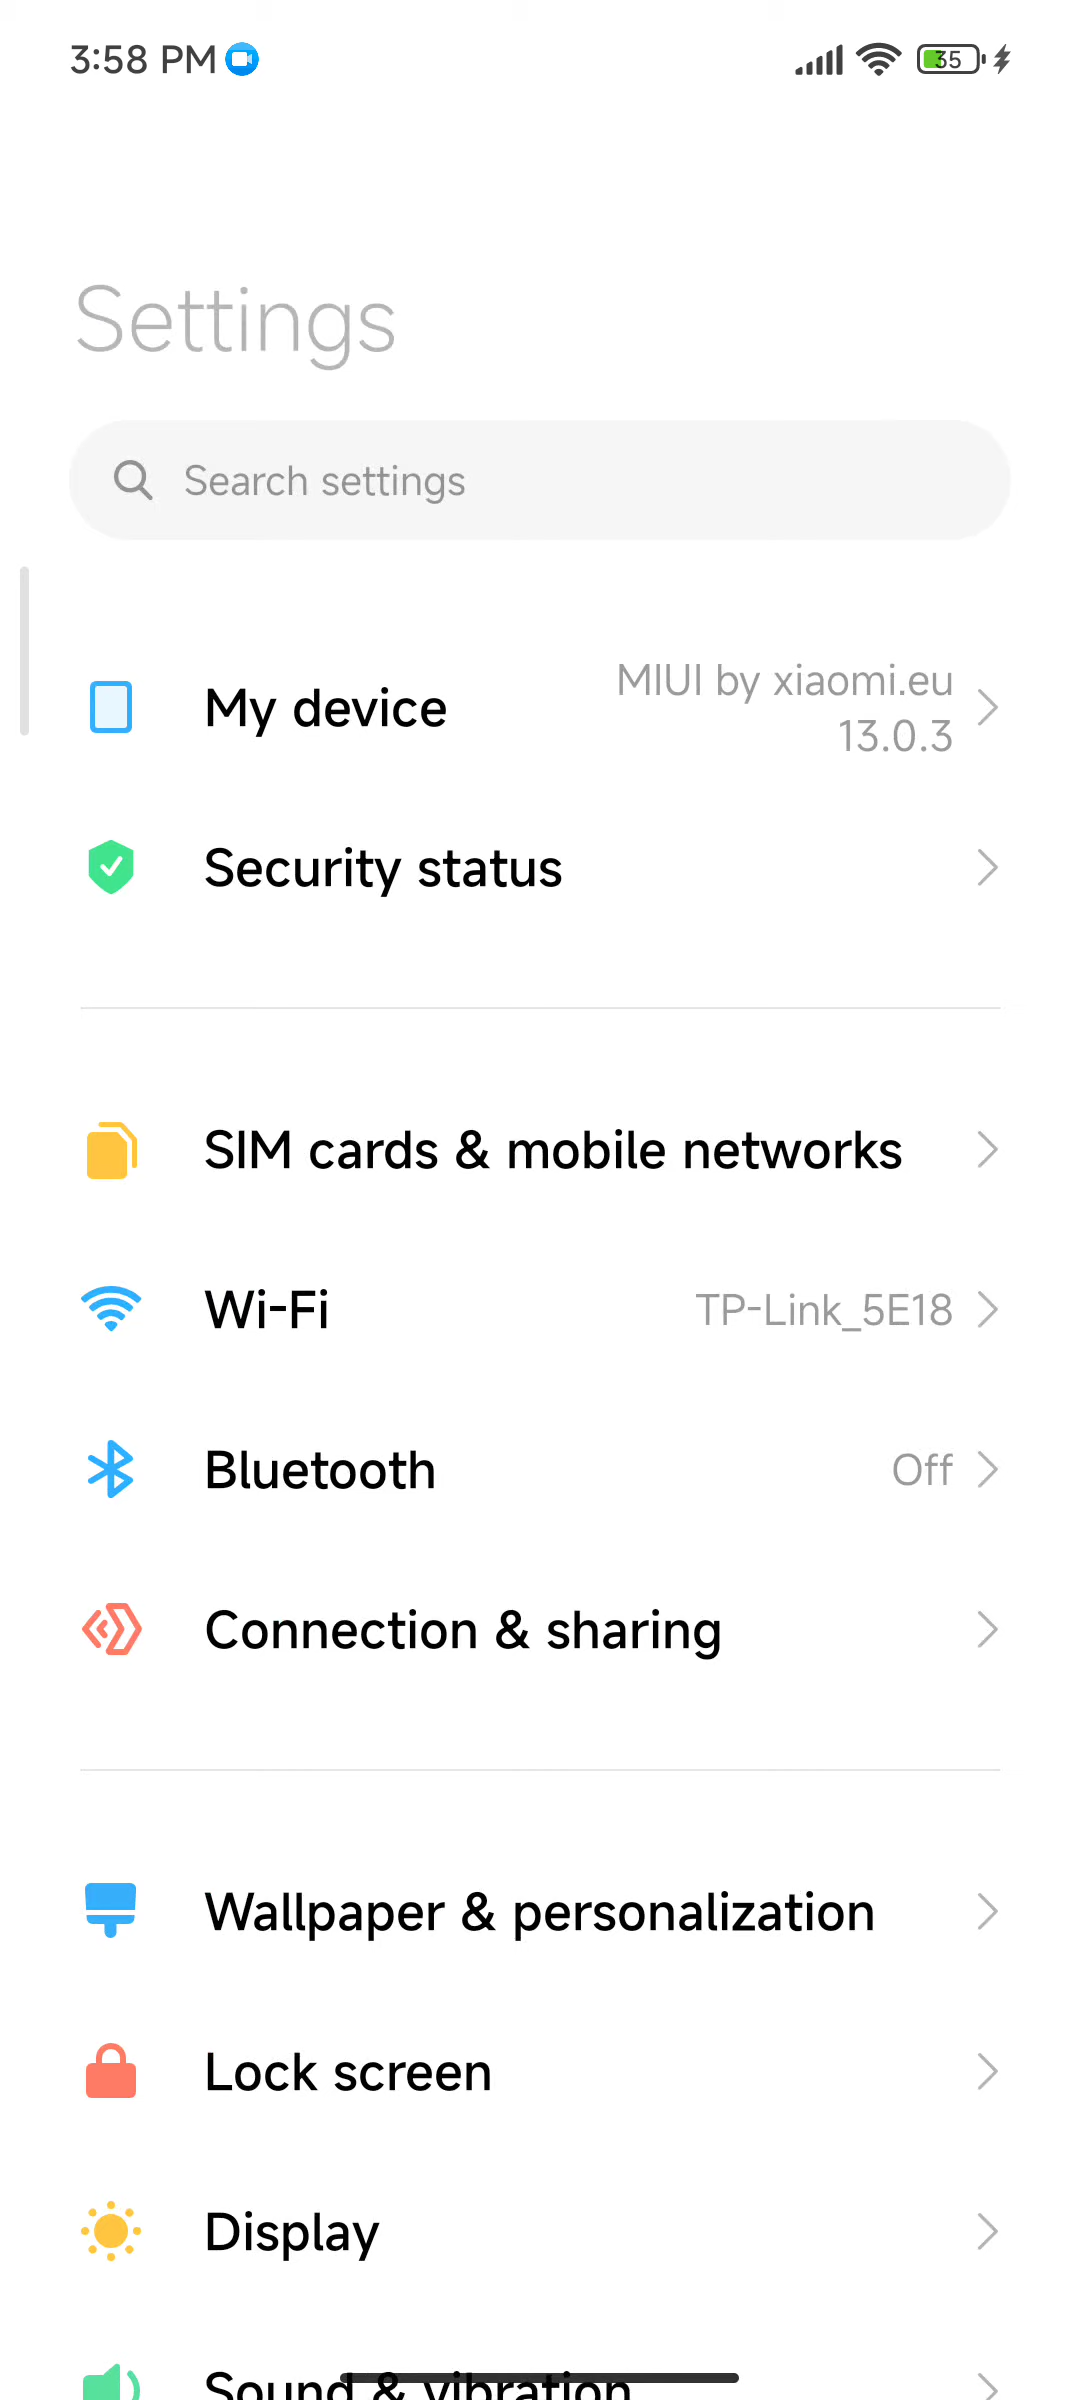 3:58 PM
35
Settings
Search settings
My device
MIUI by xiaomi.eu
13.0.3
Security status
SIM cards & mobile networks
Wi-Fi
TP-Link_5E18
Bluetooth
Off
Connection & sharing
Wallpaper & personalization
Lock screen
Display
Sound & vibration